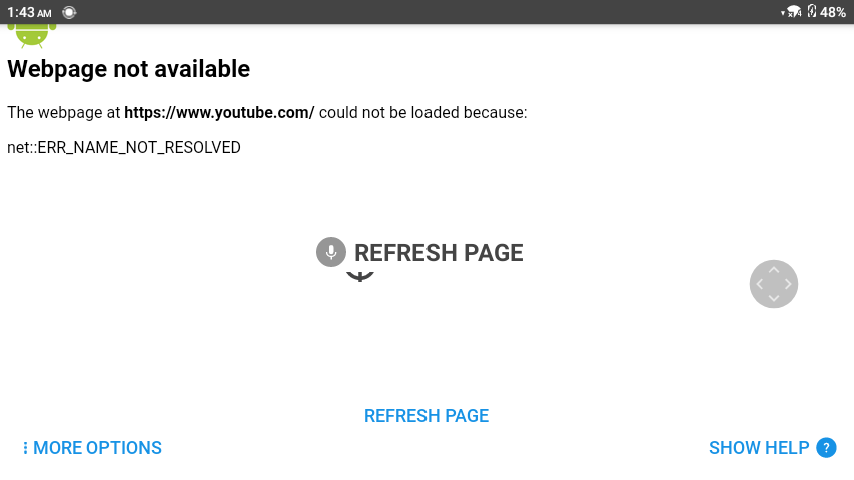 1:43 AM 48%
Webpage not available
The webpage at https://www.youtube.com/ could not be loaded because:
net::ERR_NAME_NOT_RESOLVED
REFRESH PAGE
REFRESH PAGE
MORE OPTIONS SHOW HELP ?